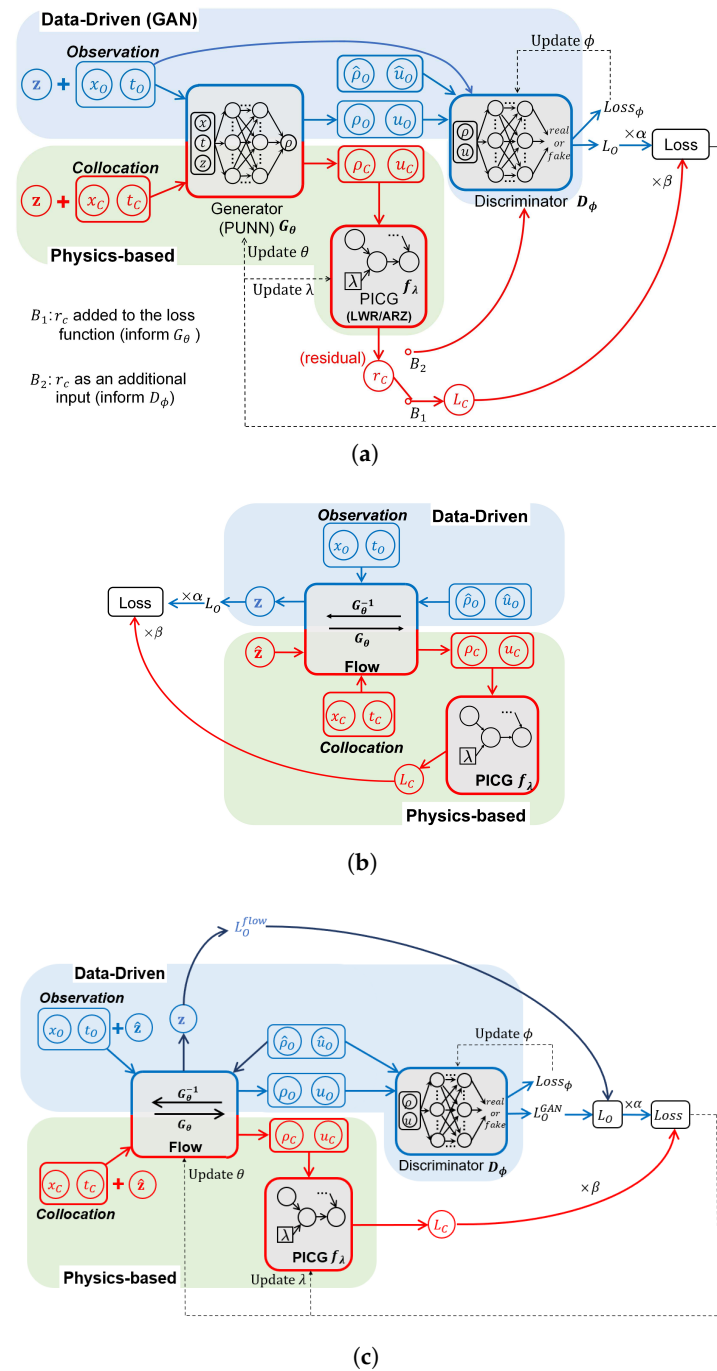 Data-Driven (GAN)
Observation
z + x_O t_O
ρ̂_O û_O
ρ_O u_O
x
t
z
ρ
Generator
(PUNN) G_θ
Update ϕ
ρ
u
real
or
fake
Discriminator D_ϕ
Loss_ϕ
L_O ×α Loss
×β
Collocation
z + x_C t_C
ρ_C u_C
Physics-based
Update θ
Update λ
λ f_λ
PICG
(LWR/ARZ)
B_1: r_c added to the loss
function (inform G_θ )
B_2: r_c as an additional
input (inform D_ϕ)
(residual)
r_C
B_2
B_1
L_C
(a)
Observation
Data-Driven
x_O t_O
Loss ×α L_O z
G_θ^{-1}
G_θ
Flow
ρ̂_O û_O
×β
ẑ
ρ_C u_C
x_C t_C
Collocation
λ
PICG f_λ
L_C
Physics-based
(b)
L_O^{flow}
Data-Driven
Observation
x_O t_O + ẑ
z
ρ̂_O û_O
ρ_O u_O
G_θ^{-1}
G_θ
Flow
Update ϕ
ρ
u
real
or
fake
Discriminator D_ϕ
Loss_ϕ
L_O^{GAN} L_O ×α Loss
ρ_C u_C
Update θ
x_C t_C + ẑ
Collocation
λ
PICG f_λ
L_C
×β
Physics-based
Update λ
(c)